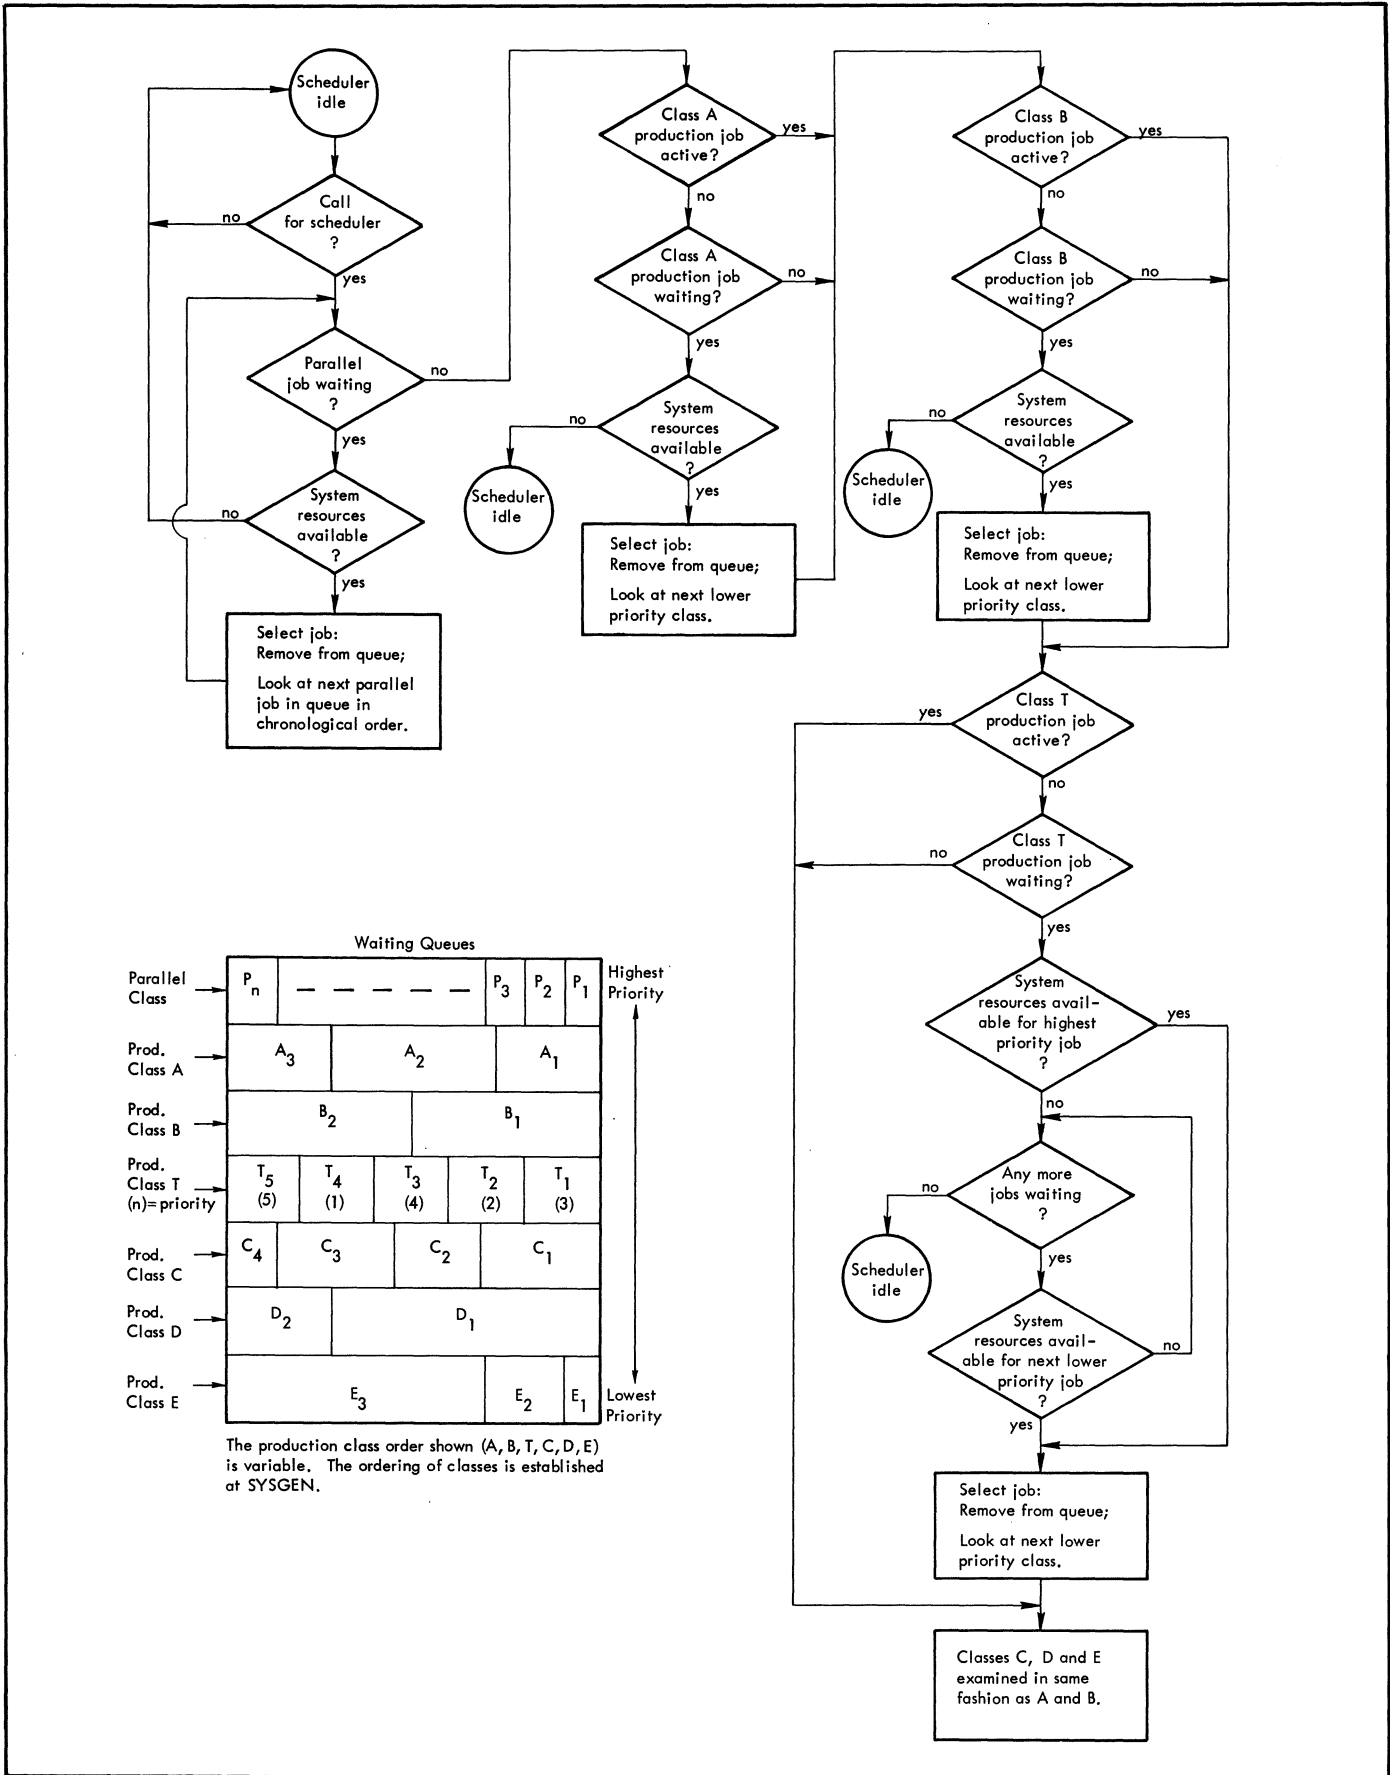 Scheduler
idle
Call
for scheduler
?
no
yes
Parallel
job waiting
?
no
yes
System
resources
available
?
no
yes
Select job:
Remove from queue;
Look at next parallel
job in queue in
chronological order.
Class A
production job
active?
yes
no
Class A
production job
waiting?
no
yes
System
resources
available
?
no
Scheduler
idle
yes
Select job:
Remove from queue;
Look at next lower
priority class.
Class B
production job
active?
yes
no
Class B
production job
waiting?
no
yes
System
resources
available
?
no
Scheduler
idle
yes
Select job:
Remove from queue;
Look at next lower
priority class.
Class T
production job
active?
yes
no
Class T
production job
waiting?
no
yes
System
resources avail-
able for highest
priority job
?
yes
no
Any more
jobs waiting
?
no
Scheduler
idle
yes
System
resources avail-
able for next lower
priority job
?
no
yes
Select job:
Remove from queue;
Look at next lower
priority class.
Classes C, D and E
examined in same
fashion as A and B.
Waiting Queues
Parallel
Class
Pn P3 P2 P1
Highest
Priority
Prod.
Class A
A3 A2 A1
Prod.
Class B
B2 B1
Prod.
Class T
(n)=priority
T5 T4 T3 T2 T1
(5) (1) (4) (2) (3)
Prod.
Class C
C4 C3 C2 C1
Prod.
Class D
D2 D1
Prod.
Class E
E3 E2 E1
Lowest
Priority
The production class order shown (A, B, T, C, D, E)
is variable. The ordering of classes is established
at SYSGEN.